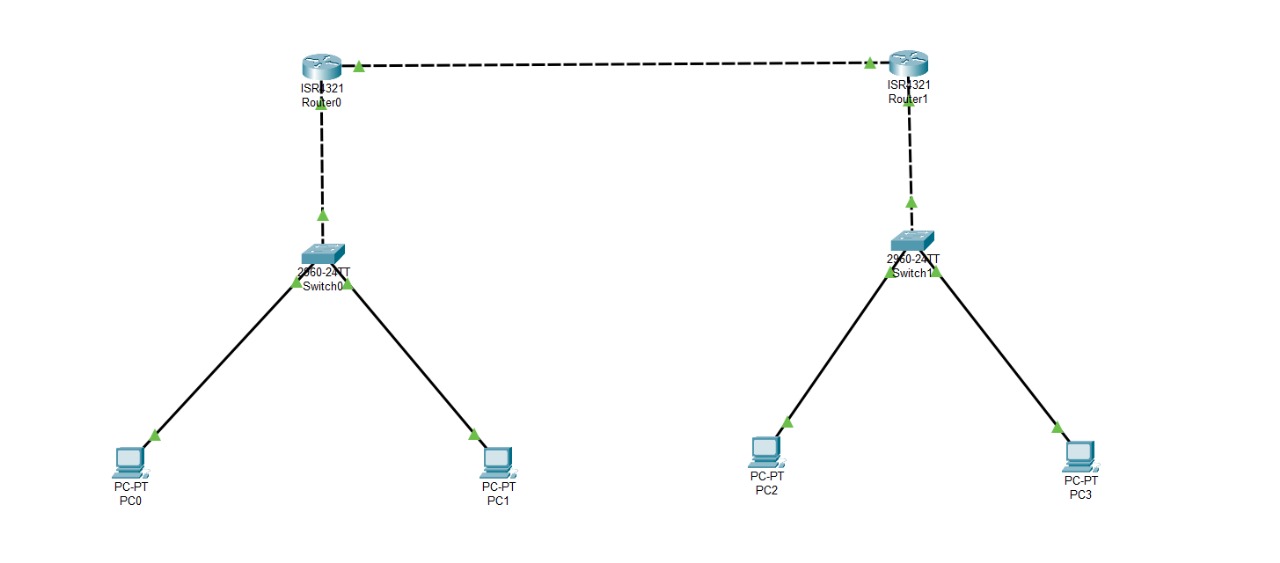 ISR4321
Router0
ISR4321
Router1
2960-24TT
Switch0
2960-24TT
Switch1
PC-PT
PC0
PC-PT
PC1
PC-PT
PC2
PC-PT
PC3